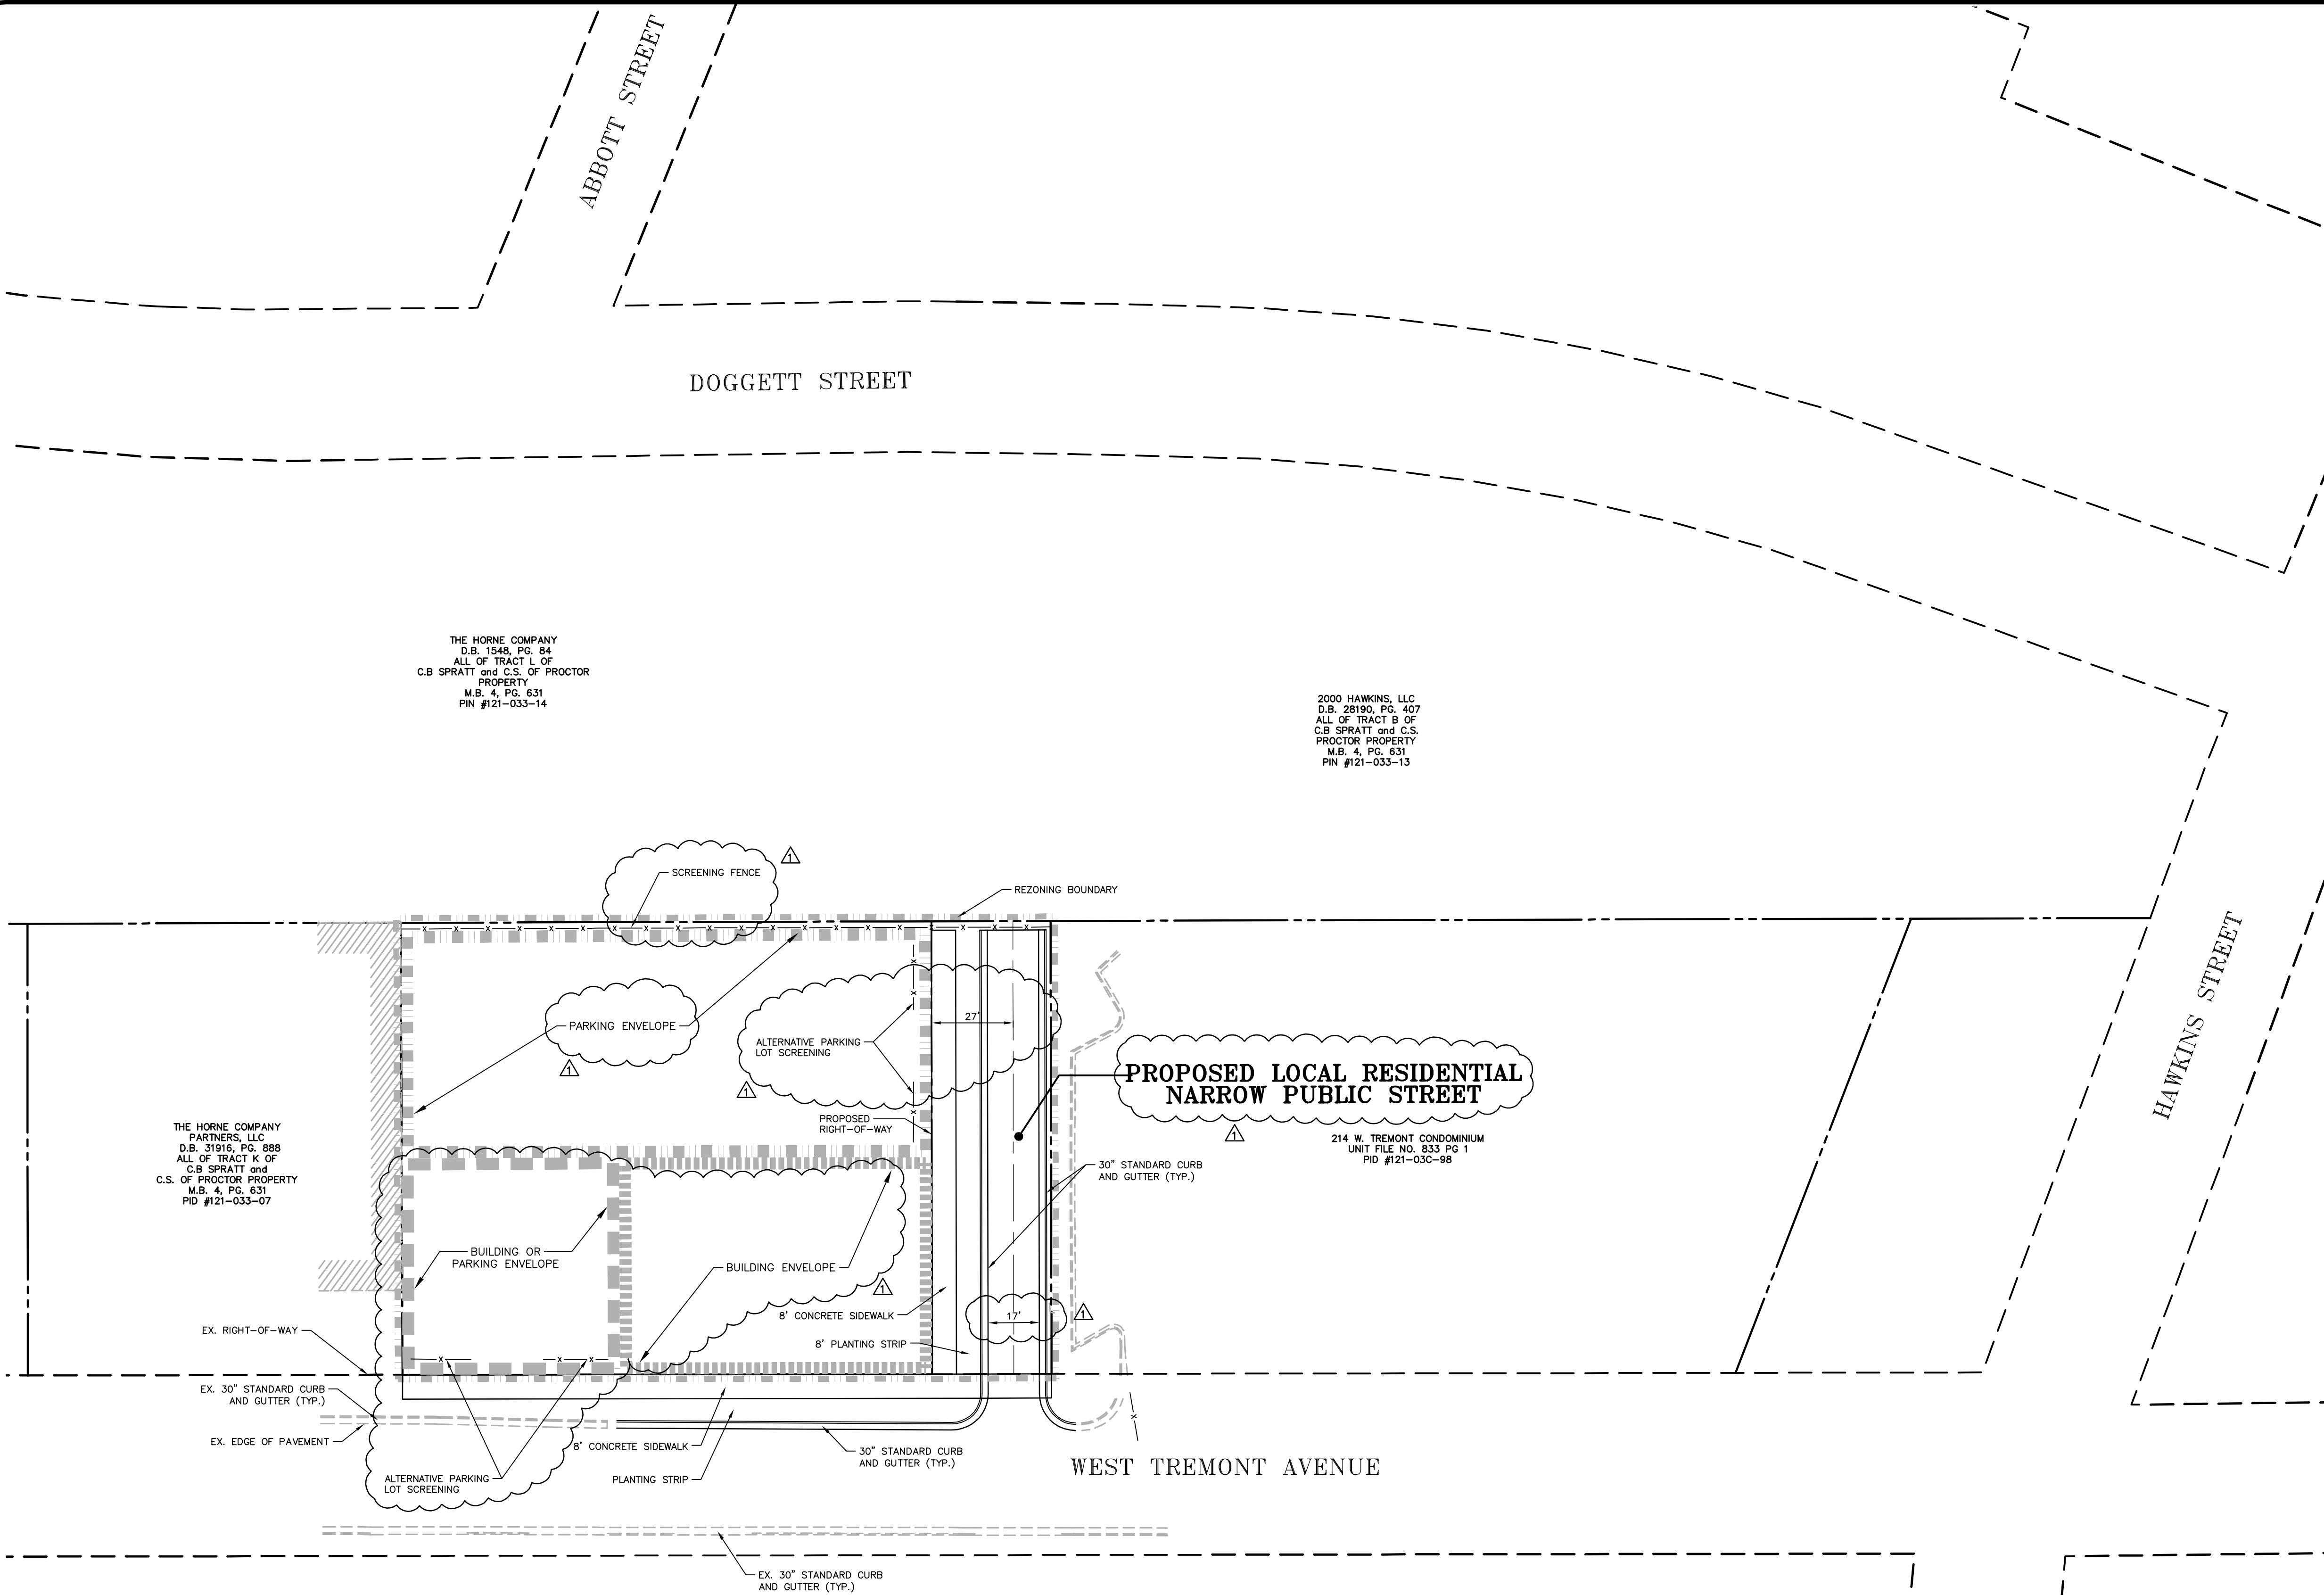 ABBOTT STREET
DOGGETT STREET
THE HORNE COMPANY
D.B. 1548, PG. 84
ALL OF TRACT L OF
C.B SPRATT and C.S. OF PROCTOR
PROPERTY
M.B. 4, PG. 631
PIN #121-033-14
2000 HAWKINS, LLC
D.B. 28190, PG. 407
ALL OF TRACT B OF
C.B SPRATT and C.S.
PROCTOR PROPERTY
M.B. 4, PG. 631
PIN #121-033-13
SCREENING FENCE
1
REZONING BOUNDARY
HAWKINS STREET
PARKING ENVELOPE
1
27'
ALTERNATIVE PARKING
LOT SCREENING
1
PROPOSED LOCAL RESIDENTIAL
NARROW PUBLIC STREET
1
PROPOSED
RIGHT-OF-WAY
THE HORNE COMPANY
PARTNERS, LLC
D.B. 31916, PG. 888
ALL OF TRACT K OF
C.B SPRATT and
C.S. OF PROCTOR PROPERTY
M.B. 4, PG. 631
PID #121-033-07
214 W. TREMONT CONDOMINIUM
UNIT FILE NO. 833 PG 1
PID #121-03C-98
30" STANDARD CURB
AND GUTTER (TYP.)
BUILDING OR
PARKING ENVELOPE
BUILDING ENVELOPE
1
8' CONCRETE SIDEWALK
17'
1
8' PLANTING STRIP
EX. RIGHT-OF-WAY
EX. 30" STANDARD CURB
AND GUTTER (TYP.)
EX. EDGE OF PAVEMENT
8' CONCRETE SIDEWALK
30" STANDARD CURB
AND GUTTER (TYP.)
WEST TREMONT AVENUE
ALTERNATIVE PARKING
LOT SCREENING
PLANTING STRIP
EX. 30" STANDARD CURB
AND GUTTER (TYP.)